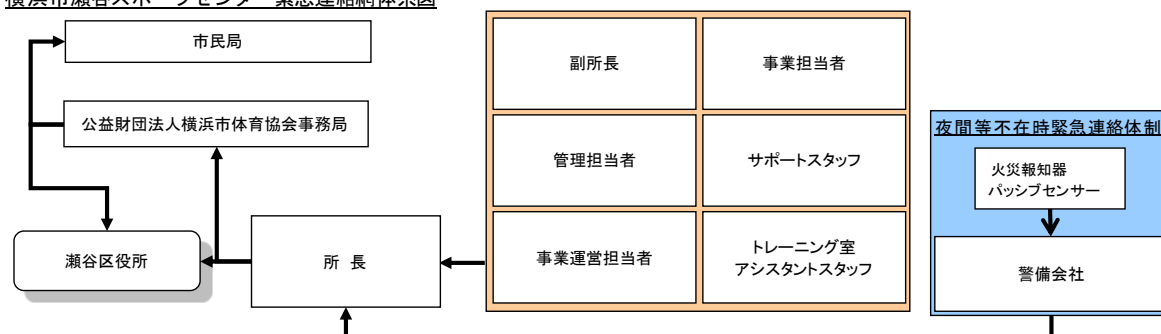 横浜市瀬谷スポーツセンター緊急連絡網体系図
市民局
公益財団法人横浜市体育協会事務局
瀬谷区役所
所 長
副所長
事業担当者
管理担当者
サポートスタッフ
事業運営担当者
トレーニング室
アシスタントスタッフ
夜間等不在時緊急連絡体制
火災報知器
パッシブセンサー
警備会社